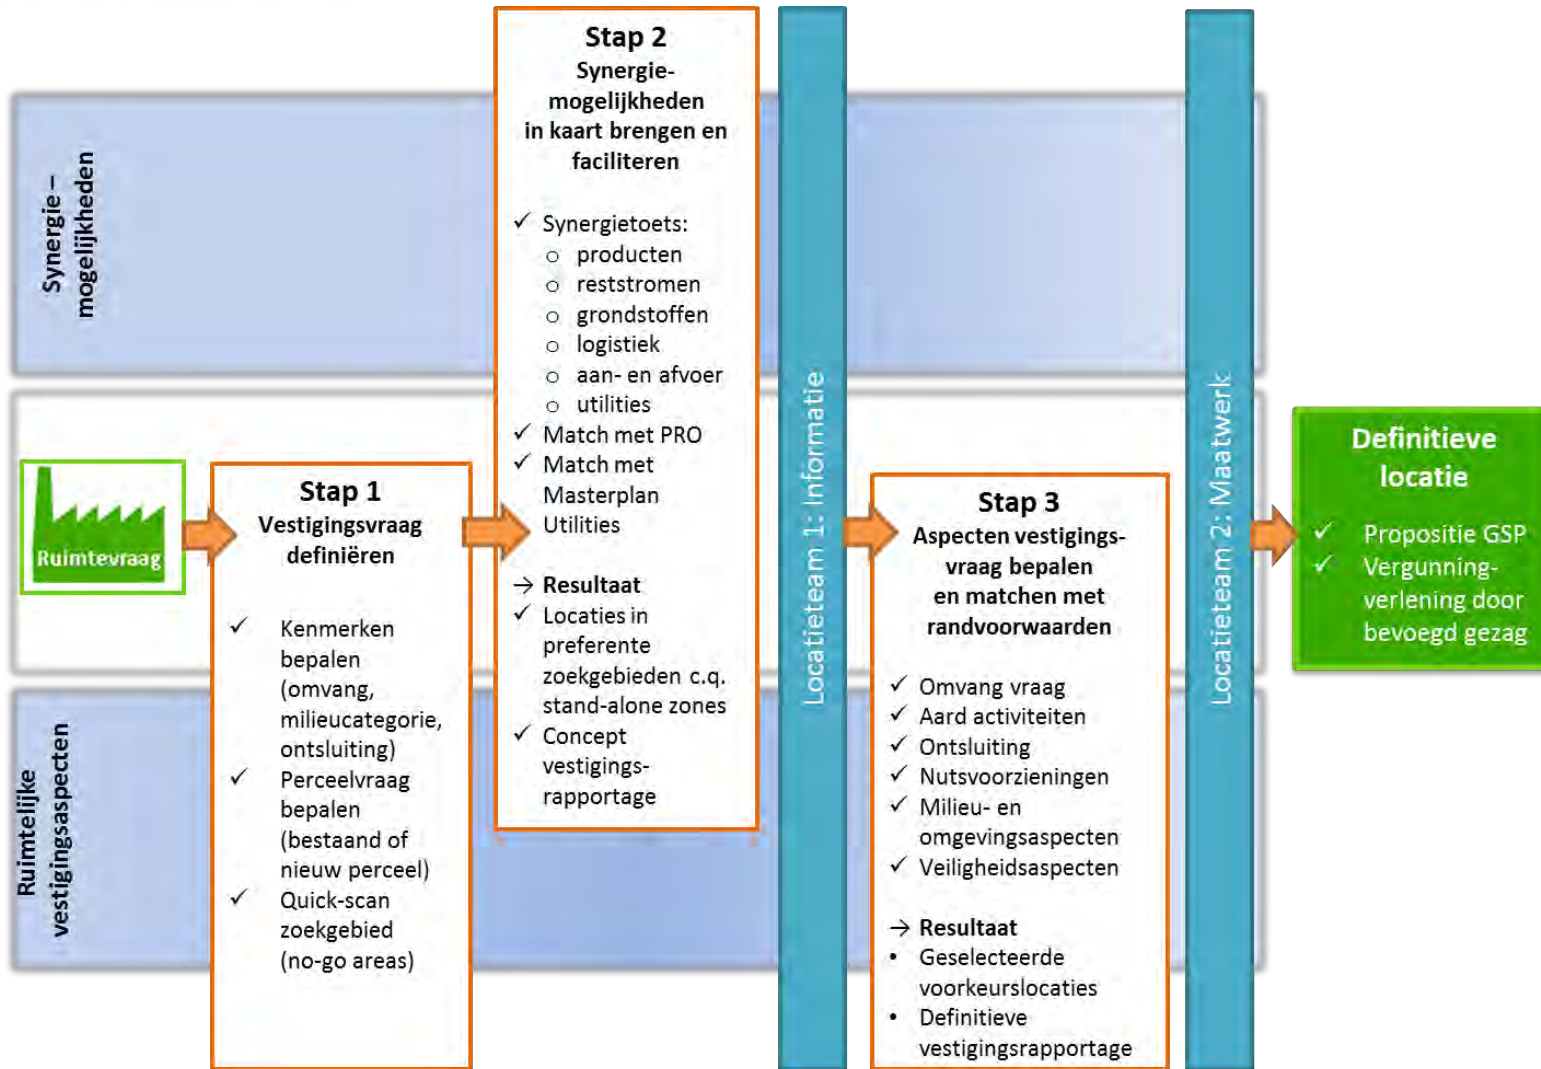 Synergie –
mogelijkheden
Ruimtelijke
vestigingsaspecten
Ruimtevraag
Stap 1
Vestigingsvraag
definiëren
✓ Kenmerken
bepalen
(omvang,
milieucategorie,
ontsluiting)
✓ Perceelvraag
bepalen
(bestaand of
nieuw perceel)
✓ Quick-scan
zoekgebied
(no-go areas)
Stap 2
Synergie-
mogelijkheden
in kaart brengen en
faciliteren
✓ Synergietoets:
o producten
o reststromen
o grondstoffen
o logistiek
o aan- en afvoer
o utilities
✓ Match met PRO
✓ Match met
Masterplan
Utilities
→ Resultaat
✓ Locaties in
preferente
zoekgebieden c.q.
stand-alone zones
✓ Concept
vestigings-
rapportage
Locatieteam 1: Informatie
Stap 3
Aspecten vestigings-
vraag bepalen
en matchen met
randvoorwaarden
✓ Omvang vraag
✓ Aard activiteiten
✓ Ontsluiting
✓ Nutsvoorzieningen
✓ Milieu- en
omgevingsaspecten
✓ Veiligheidsaspecten
→ Resultaat
• Geselecteerde
voorkeurslocaties
• Definitieve
vestigingsrapportage
Locatieteam 2: Maatwerk
Definitieve
locatie
✓ Propositie GSP
✓ Vergunning-
verlening door
bevoegd gezag